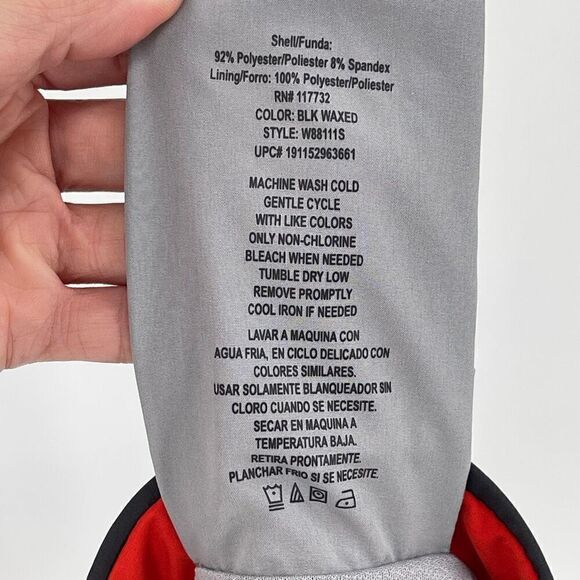 Shell/Funda:
92% Polyester/Poliester 8% Spandex
Lining/Forro: 100% Polyester/Poliester
RN# 117732
COLOR: BLK WAXED
STYLE: W88111S
UPC# 191152963661
MACHINE WASH COLD
GENTLE CYCLE
WITH LIKE COLORS
ONLY NON-CHLORINE
BLEACH WHEN NEEDED
TUMBLE DRY LOW
REMOVE PROMPTLY
COOL IRON IF NEEDED
LAVAR A MAQUINA CON
AGUA FRIA, EN CICLO DELICADO CON
COLORES SIMILARES.
USAR SOLAMENTE BLANQUEADOR SIN
CLORO CUANDO SE NECESITE.
SECAR EN MAQUINA A
TEMPERATURA BAJA.
RETIRA PRONTAMENTE.
PLANCHAR FRIO SI SE NECESITE.